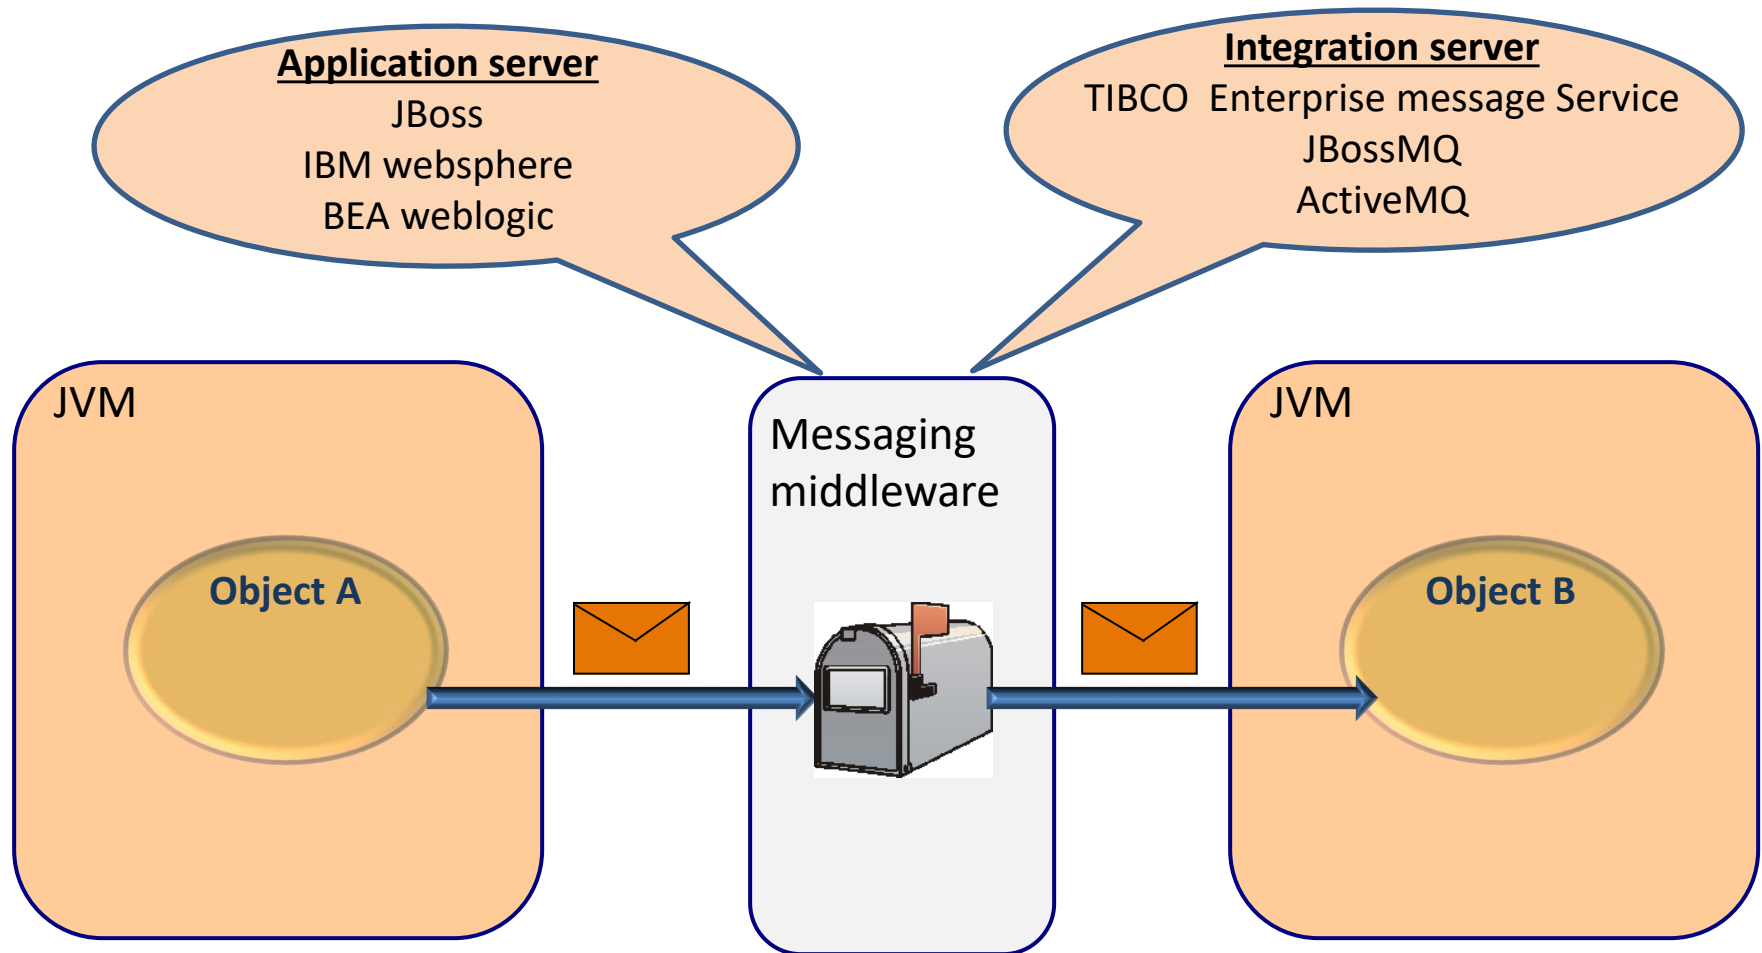 Application server
JBoss
IBM websphere
BEA weblogic
Integration server
TIBCO  Enterprise message Service
JBossMQ
ActiveMQ
JVM
Object A
Messaging
middleware
JVM
Object B